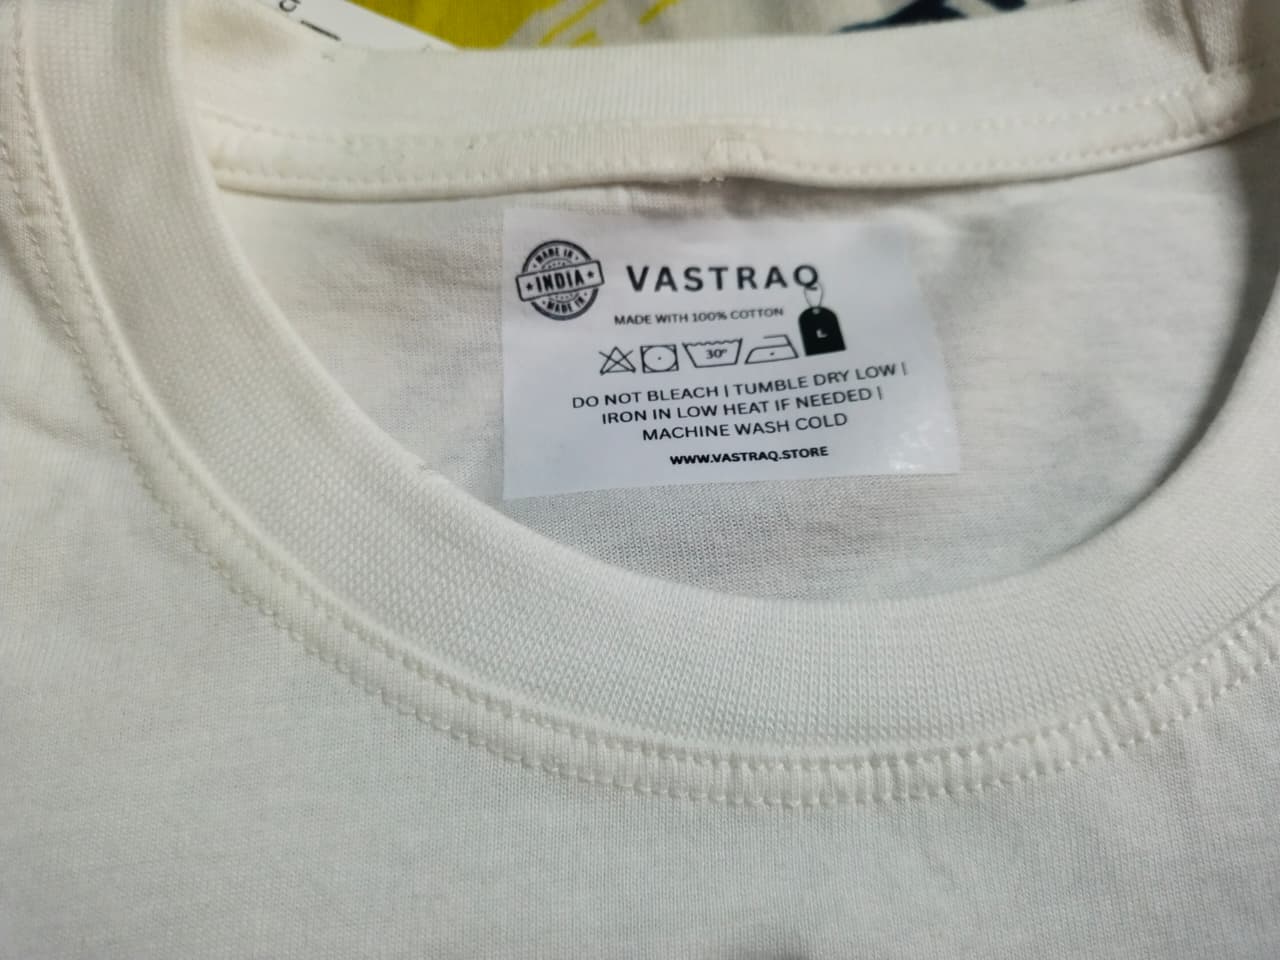 MADE IN
★ INDIA ★
MADE IN
VASTRAQ
MADE WITH 100% COTTON
L
30°
DO NOT BLEACH | TUMBLE DRY LOW |
IRON IN LOW HEAT IF NEEDED |
MACHINE WASH COLD
WWW.VASTRAQ.STORE